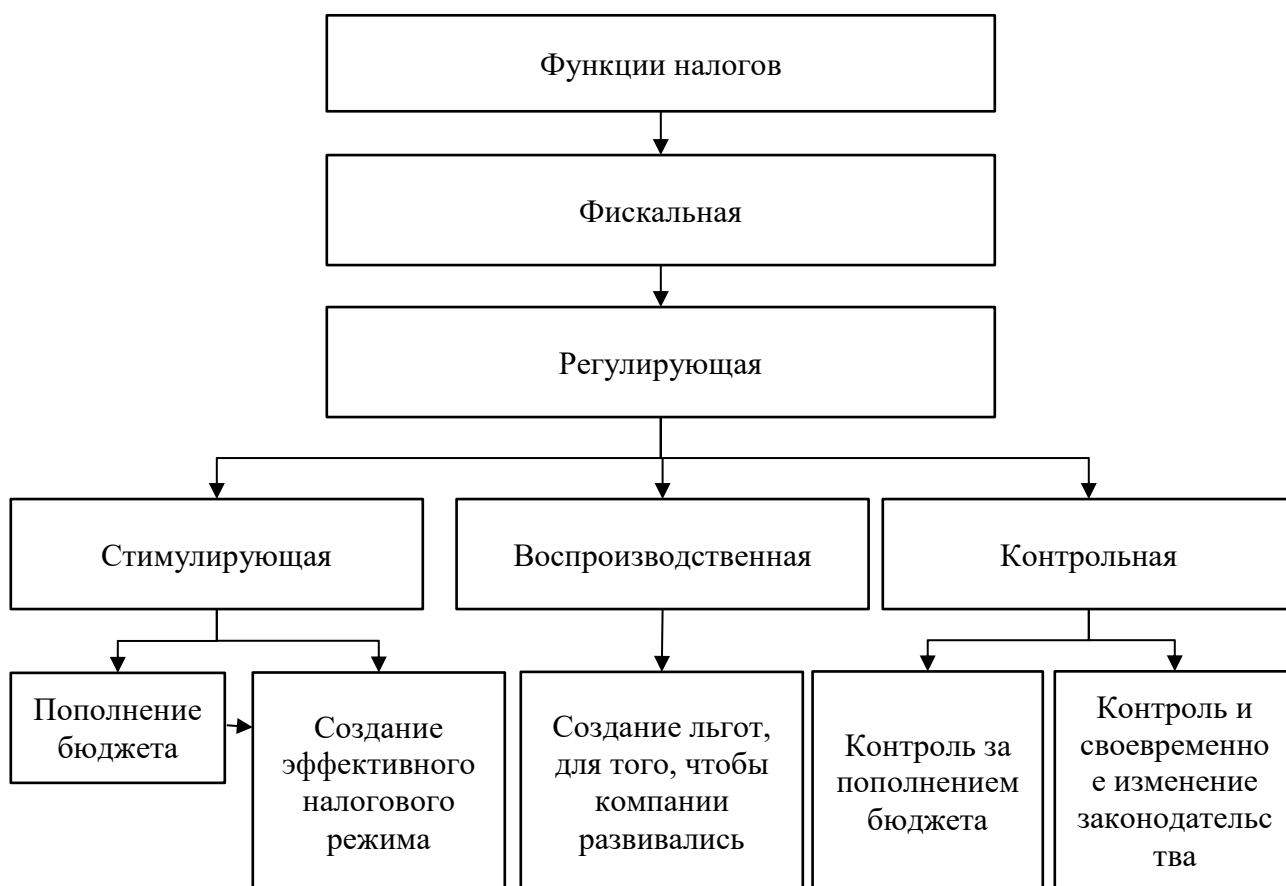 Функции налогов
Фискальная
Регулирующая
Стимулирующая
Воспроизводственная
Контрольная
Пополнение
бюджета
Создание
эффективного
налогового
режима
Создание льгот,
для того, чтобы
компании
развивались
Контроль за
пополнением
бюджета
Контроль и
своевременно
е изменение
законодательс
тва